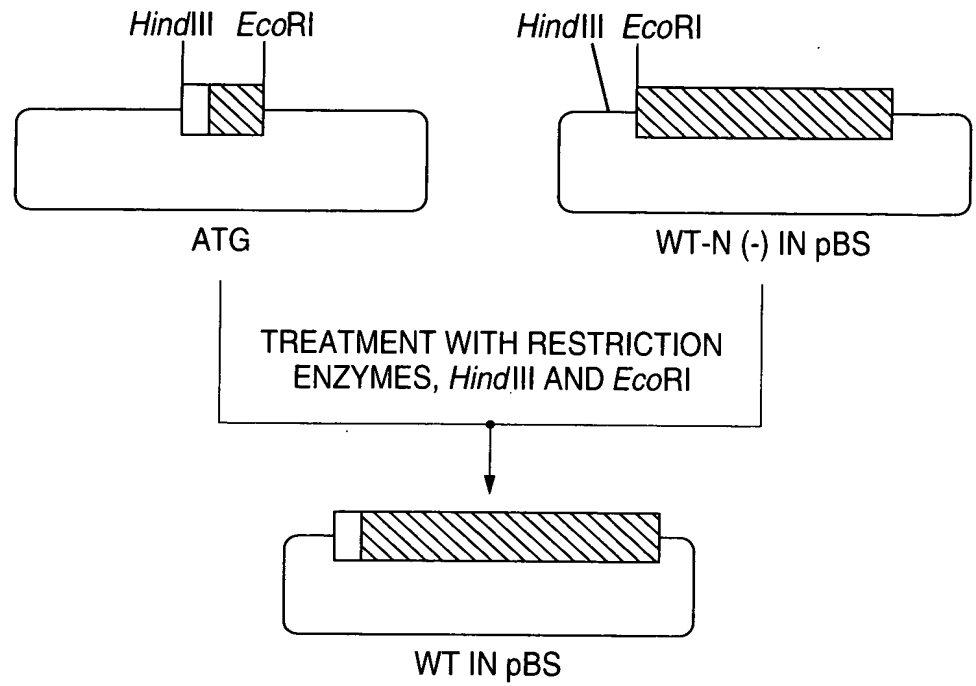 HindIII EcoRI
HindIII EcoRI
ATG
WT-N (-) IN pBS
TREATMENT WITH RESTRICTION
ENZYMES, HindIII AND EcoRI
WT IN pBS